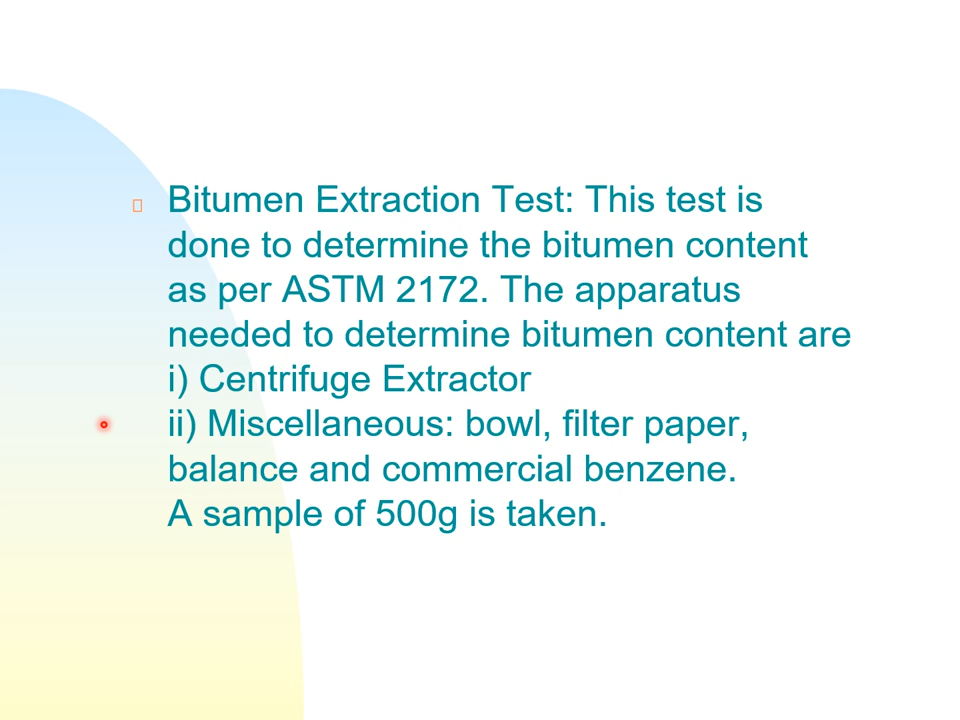 Bitumen Extraction Test: This test is
done to determine the bitumen content
as per ASTM 2172. The apparatus
needed to determine bitumen content are
i) Centrifuge Extractor
ii) Miscellaneous: bowl, filter paper,
balance and commercial benzene.
A sample of 500g is taken.